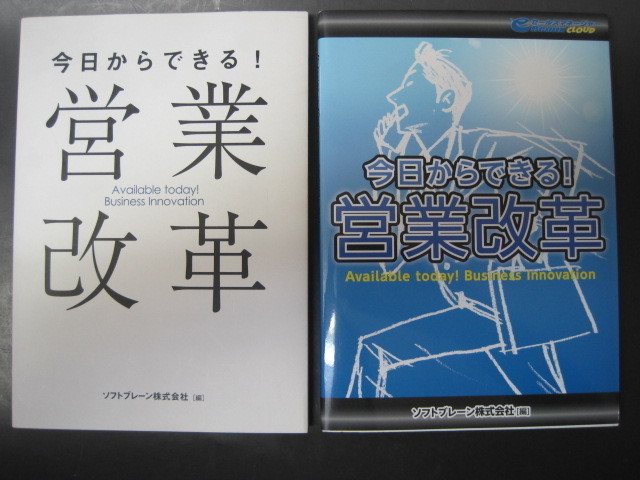 今日からできる!
営業
Available today!
Business Innovation
改革
ソフトブレーン株式会社 [編]
CLOUD
今日からできる!
営業改革
Available today! Business Innovation
ソフトブレーン株式会社 [編]